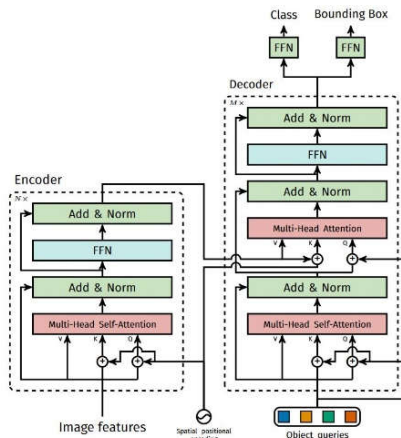 Class
Bounding Box
FFN
FFN
Decoder
M×
Add & Norm
FFN
Add & Norm
Multi-Head Attention
V
K
Q
Add & Norm
Multi-Head Self-Attention
V
K
Q
Object queries
Encoder
N×
Add & Norm
FFN
Add & Norm
Multi-Head Self-Attention
V
K
Q
Image features
Spatial positional